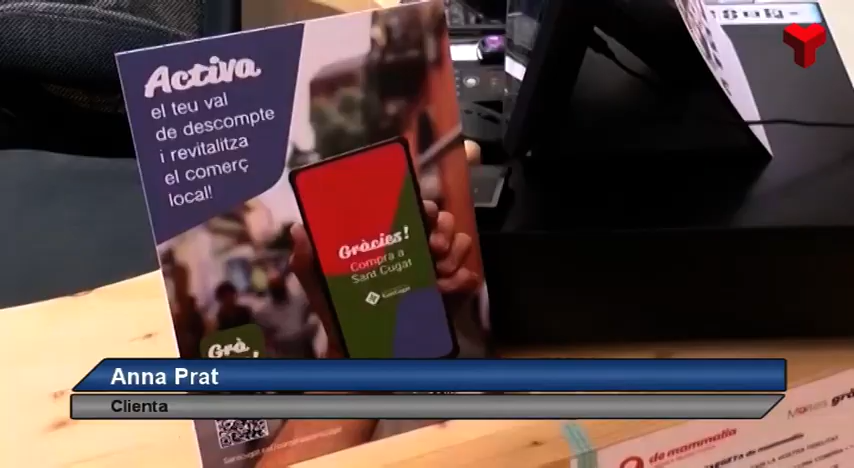 Activa
el teu val
de descompte
i revitalitza
el comerç
local!
Gràcies!
Compra a
Sant Cugat
Grà
Anna Prat
Clienta
de mammalia